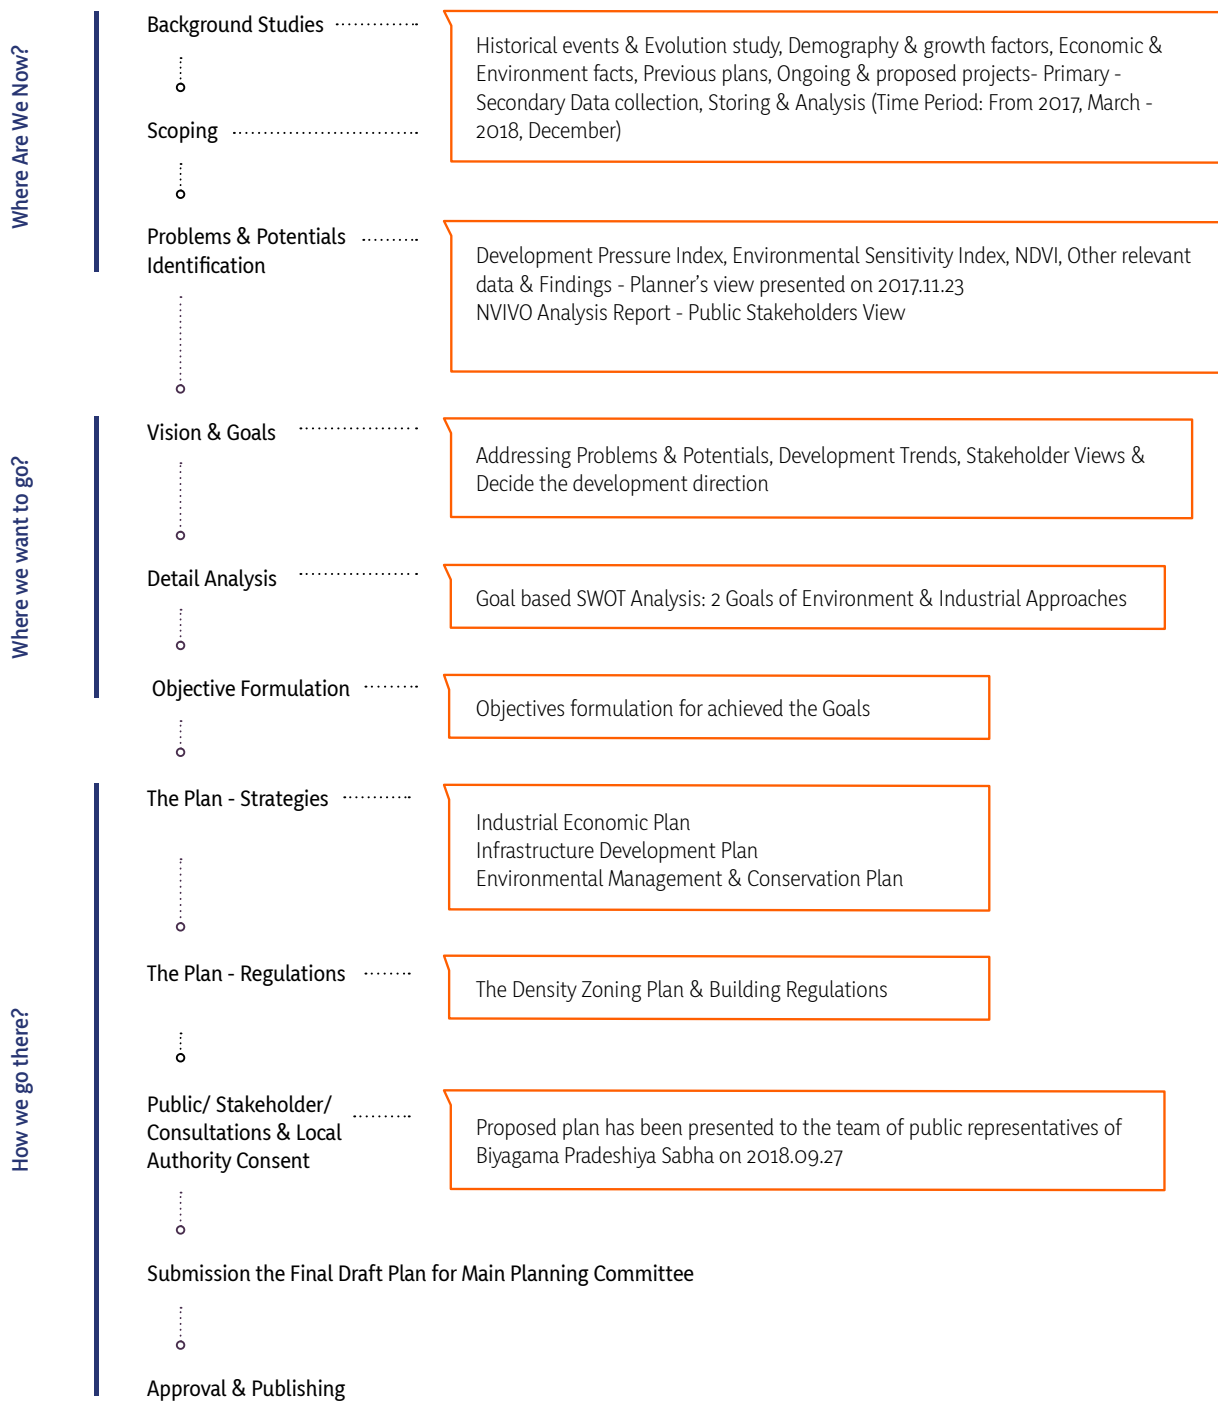 Where Are We Now?
Background Studies
Historical events & Evolution study, Demography & growth factors, Economic &
Environment facts, Previous plans, Ongoing & proposed projects- Primary -
Secondary Data collection, Storing & Analysis (Time Period: From 2017, March -
2018, December)
Scoping
Problems & Potentials
Identification
Development Pressure Index, Environmental Sensitivity Index, NDVI, Other relevant
data & Findings - Planner's view presented on 2017.11.23
NVIVO Analysis Report - Public Stakeholders View
Where we want to go?
Vision & Goals
Addressing Problems & Potentials, Development Trends, Stakeholder Views &
Decide the development direction
Detail Analysis
Goal based SWOT Analysis: 2 Goals of Environment & Industrial Approaches
Objective Formulation
Objectives formulation for achieved the Goals
How we go there?
The Plan - Strategies
Industrial Economic Plan
Infrastructure Development Plan
Environmental Management & Conservation Plan
The Plan - Regulations
The Density Zoning Plan & Building Regulations
Public/ Stakeholder/
Consultations & Local
Authority Consent
Proposed plan has been presented to the team of public representatives of
Biyagama Pradeshiya Sabha on 2018.09.27
Submission the Final Draft Plan for Main Planning Committee
Approval & Publishing